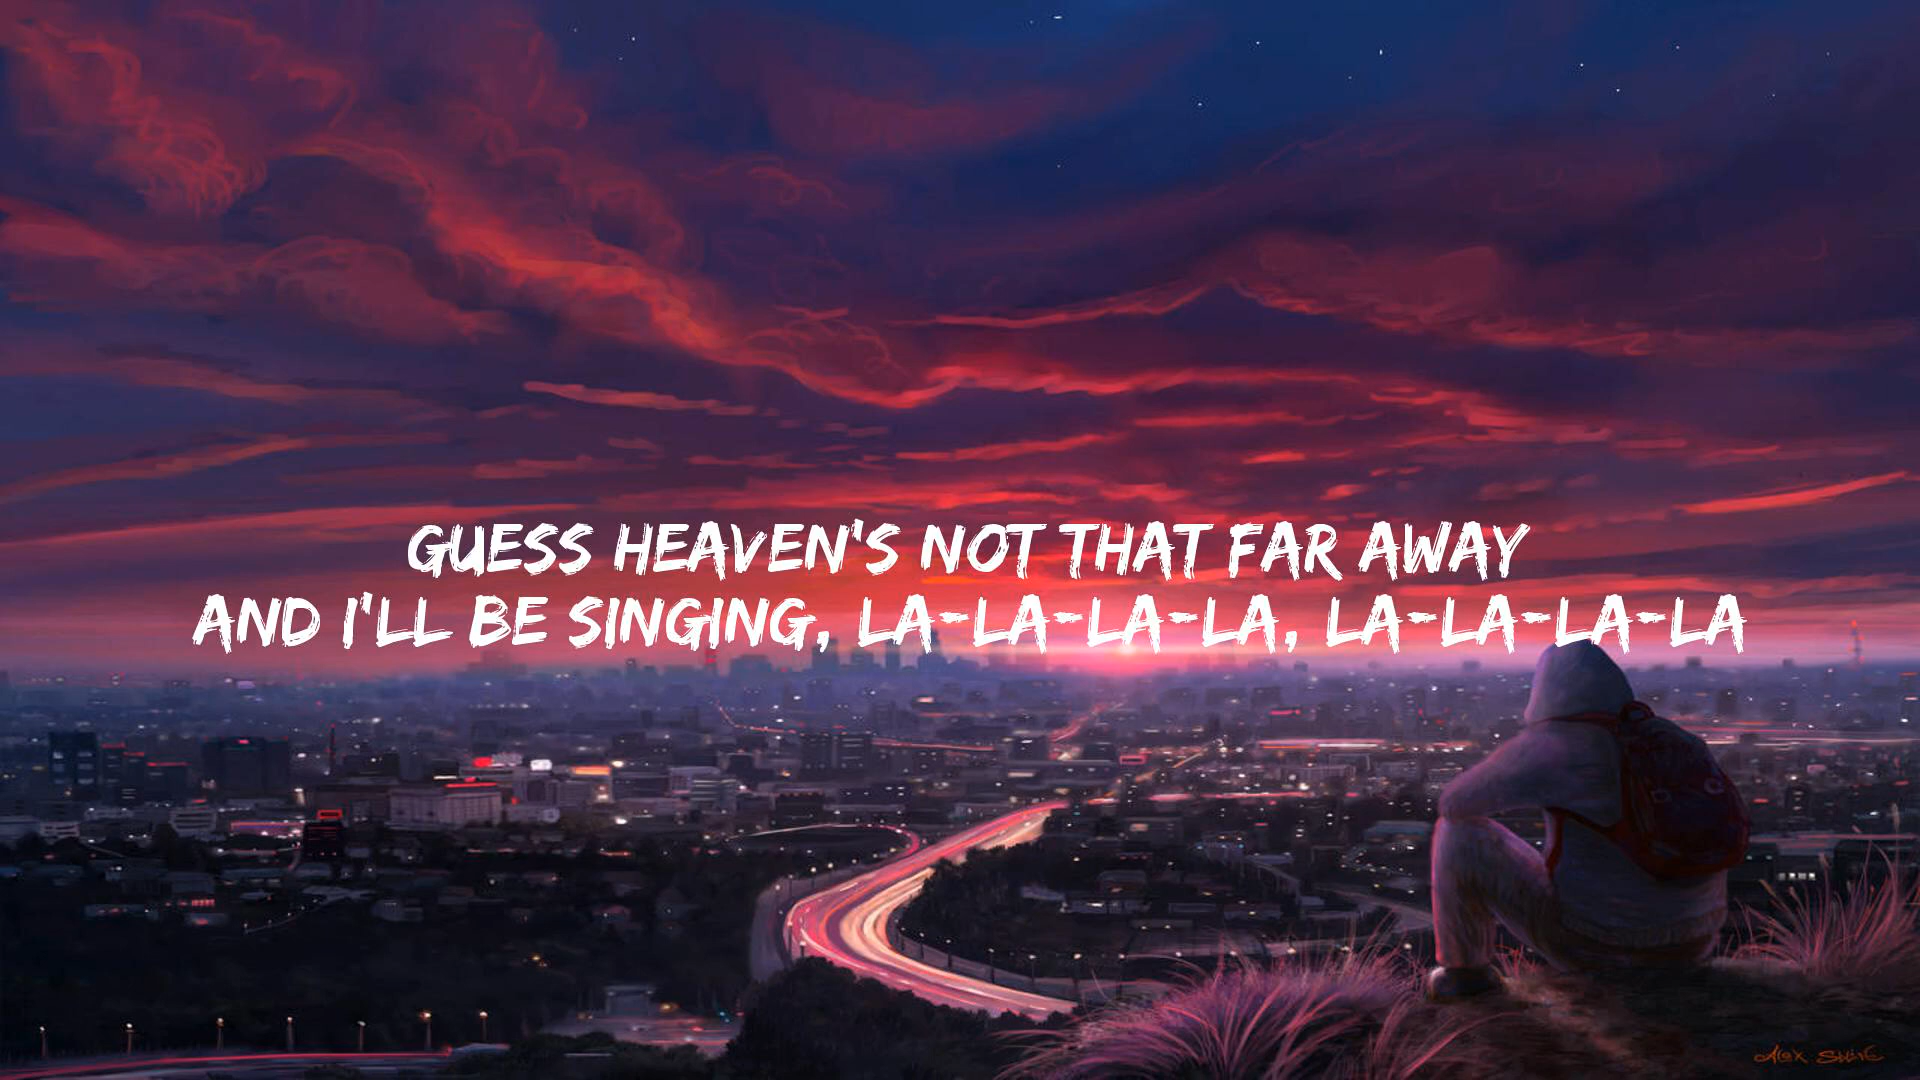 GUESS HEAVEN'S NOT THAT FAR AWAY
AND I'LL BE SINGING, LA-LA-LA-LA, LA-LA-LA-LA